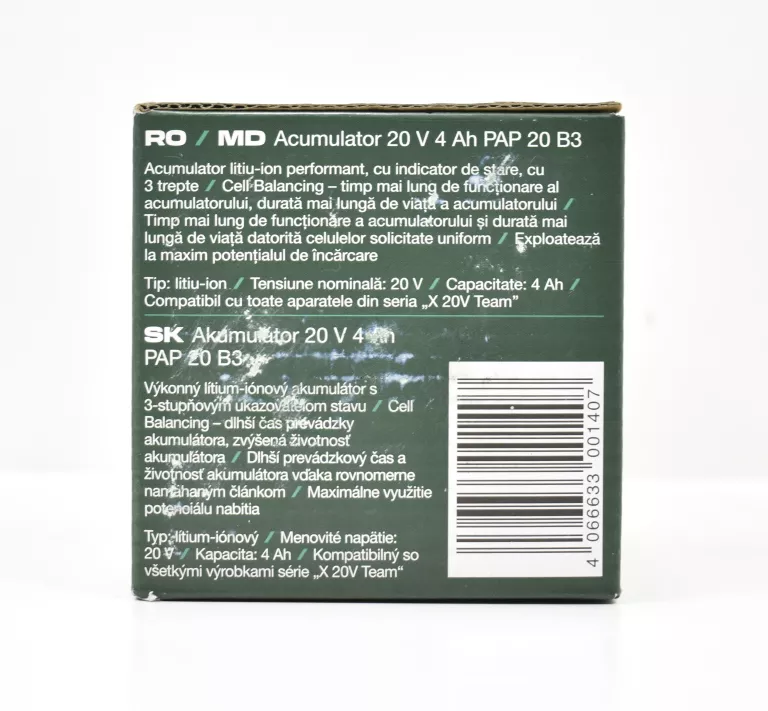 RO / MD Acumulator 20 V 4 Ah PAP 20 B3
Acumulator litiu-ion performant, cu indicator de stare, cu
3 trepte / Cell Balancing – timp mai lung de funcționare al
acumulatorului, durată mai lungă de viață a acumulatorului /
Timp mai lung de funcționare a acumulatorului și durată mai
lungă de viață datorită celulelor solicitate uniform / Exploatează
la maxim potențialul de încărcare
Tip: litiu-ion / Tensiune nominală: 20 V / Capacitate: 4 Ah /
Compatibil cu toate aparatele din seria „X 20V Team”
SK Akumulátor 20 V 4 Ah
PAP 20 B3
Výkonný lítium-iónový akumulátor s
3-stupňovým ukazovateľom stavu / Cell
Balancing – dlhší čas prevádzky
akumulátora, zvýšená životnosť
akumulátora / Dlhší prevádzkový čas a
životnosť akumulátora vďaka rovnomerne
namáhaným článkom / Maximálne využitie
potenciálu nabitia
Typ: lítium-iónový / Menovité napätie:
20 V / Kapacita: 4 Ah / Kompatibilný so
všetkými výrobkami série „X 20V Team“
4 066633 001407